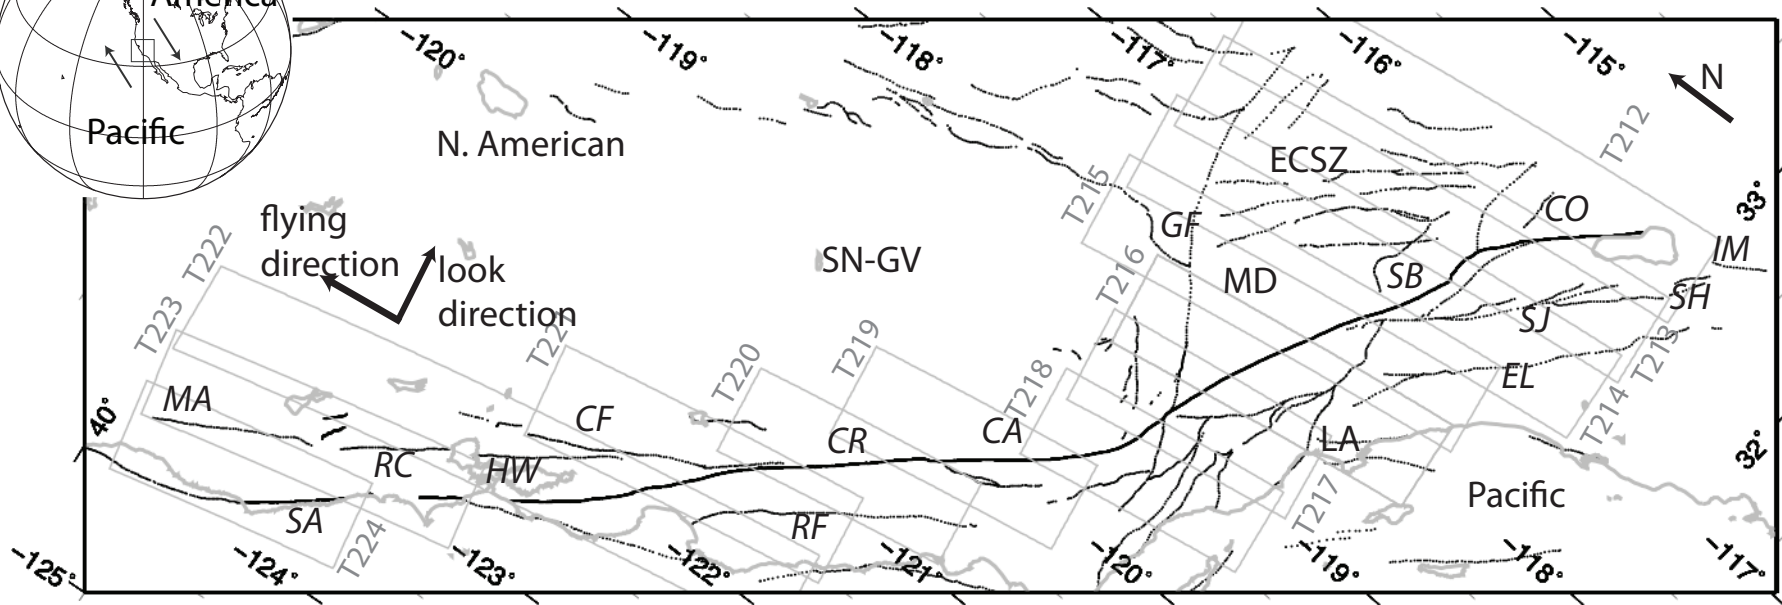 America
Pacific
−120°
−119°
−118°
−117°
−116°
−115°
N
N. American
T212
ECSZ
T215
GF
CO
33°
flying
direction
look
direction
T222
SN-GV
T216
MD
SB
IM
SH
SJ
T213
T223
T220
T219
T218
EL
T214
MA
40°
CF
CR
CA
LA
32°
RC
HW
SA
T224
RF
T217
Pacific
−125°
−124°
−123°
−122°
−121°
−120°
−119°
−118°
−117°